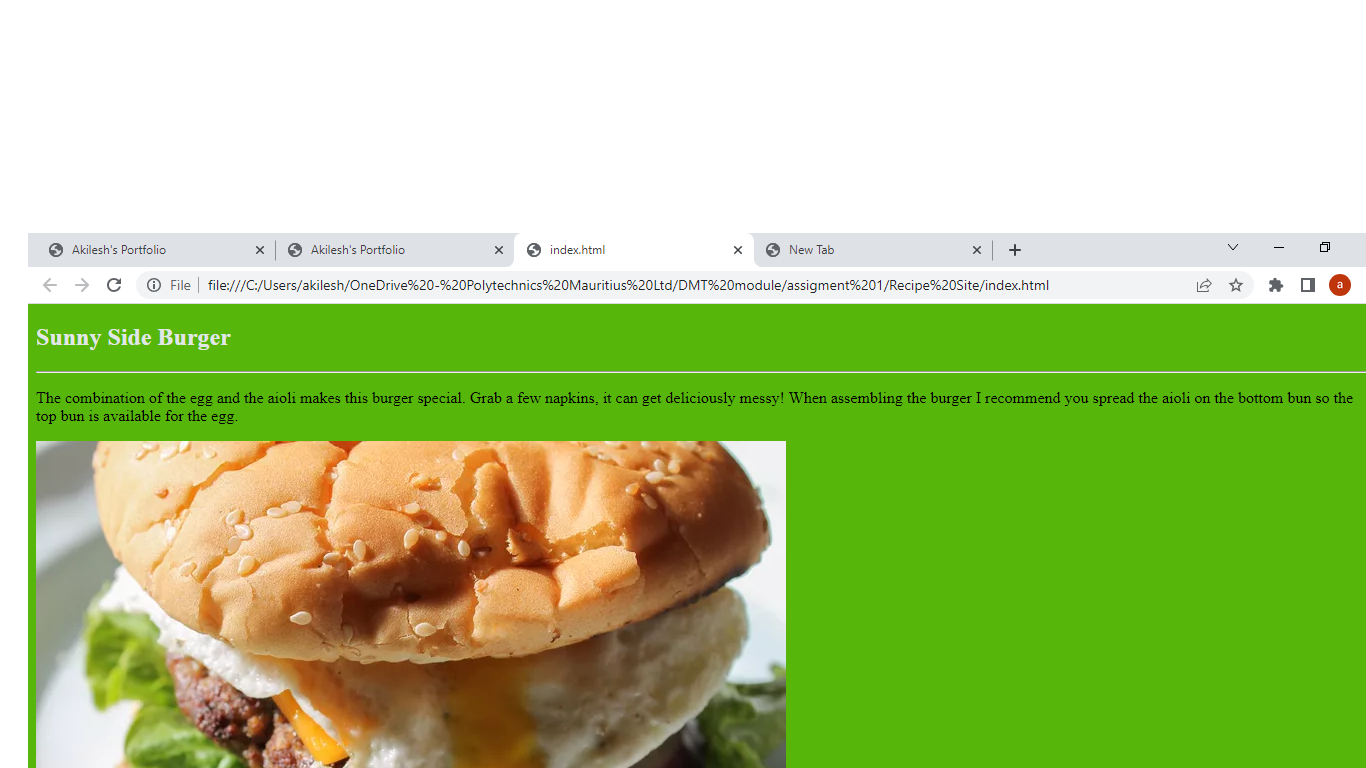 Akilesh's Portfolio Akilesh's Portfolio index.html New Tab
File file:///C:/Users/akilesh/OneDrive%20-%20Polytechnics%20Mauritius%20Ltd/DMT%20module/assigment%201/Recipe%20Site/index.html a
Sunny Side Burger
The combination of the egg and the aioli makes this burger special. Grab a few napkins, it can get deliciously messy! When assembling the burger I recommend you spread the aioli on the bottom bun so the
top bun is available for the egg.